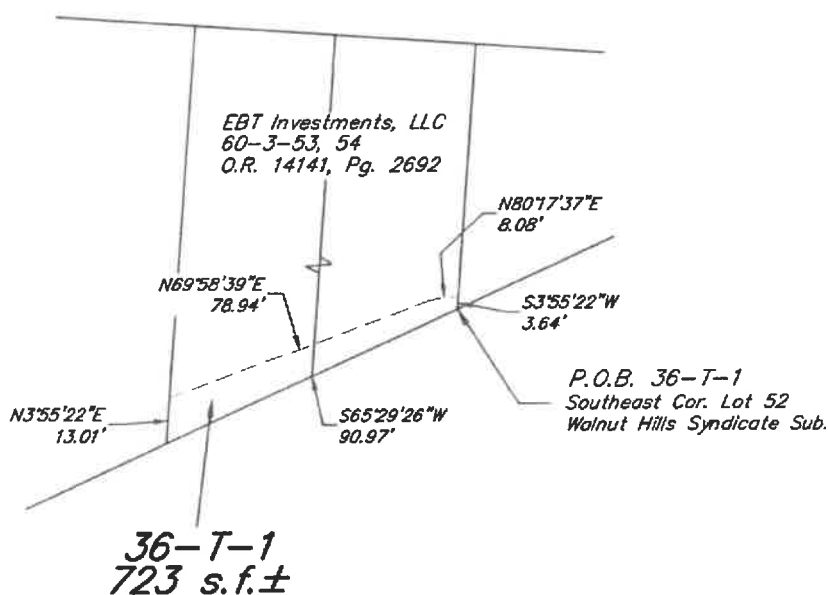 EBT Investments, LLC
60-3-53, 54
O.R. 14141, Pg. 2692
N80°17'37"E
8.08'
N69°58'39"E
78.94'
S3°55'22"W
3.64'
P.O.B. 36-T-1
Southeast Cor. Lot 52
Walnut Hills Syndicate Sub.
N3°55'22"E
13.01'
S65°29'26"W
90.97'
36-T-1
723 s.f.±